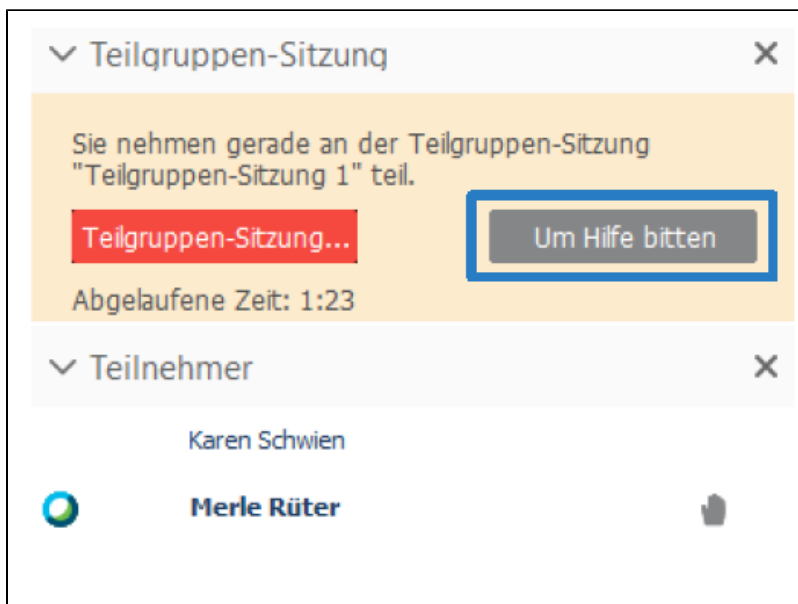 Teilgruppen-Sitzung
Sie nehmen gerade an der Teilgruppen-Sitzung
"Teilgruppen-Sitzung 1" teil.
Teilgruppen-Sitzung... Um Hilfe bitten
Abgelaufene Zeit: 1:23
Teilnehmer
Karen Schwien
Merle Rüter